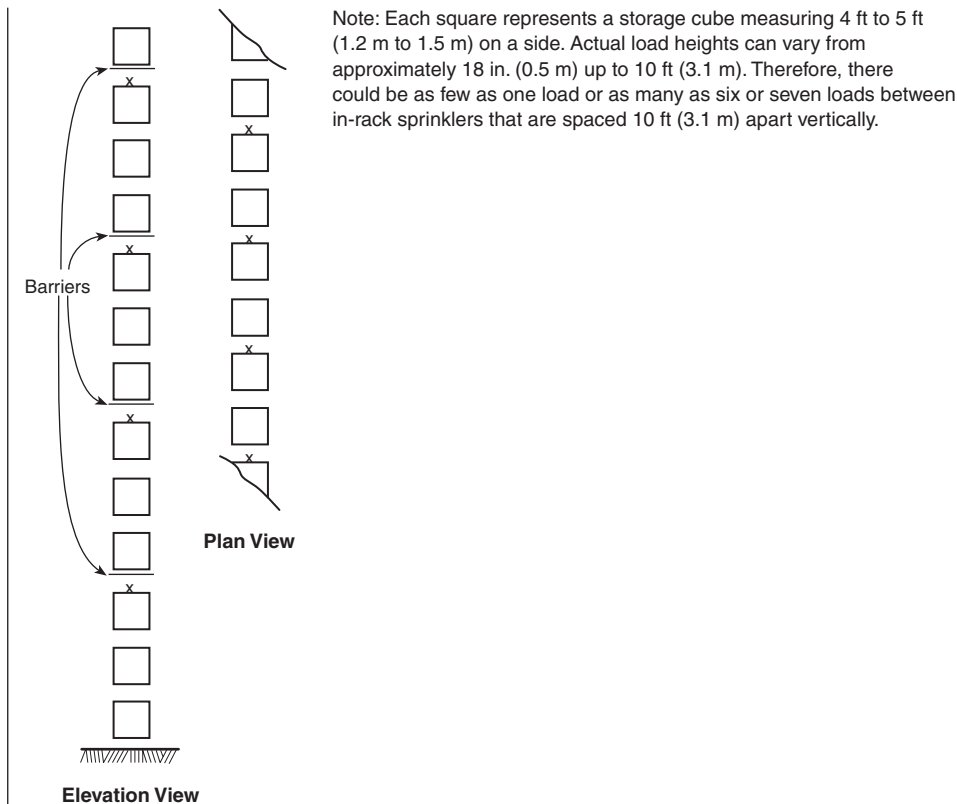 Note: Each square represents a storage cube measuring 4 ft to 5 ft
(1.2 m to 1.5 m) on a side. Actual load heights can vary from
approximately 18 in. (0.5 m) up to 10 ft (3.1 m). Therefore, there
could be as few as one load or as many as six or seven loads between
in-rack sprinklers that are spaced 10 ft (3.1 m) apart vertically.
x
x
x
x
Barriers
x
x
x
x
Plan View
Elevation View